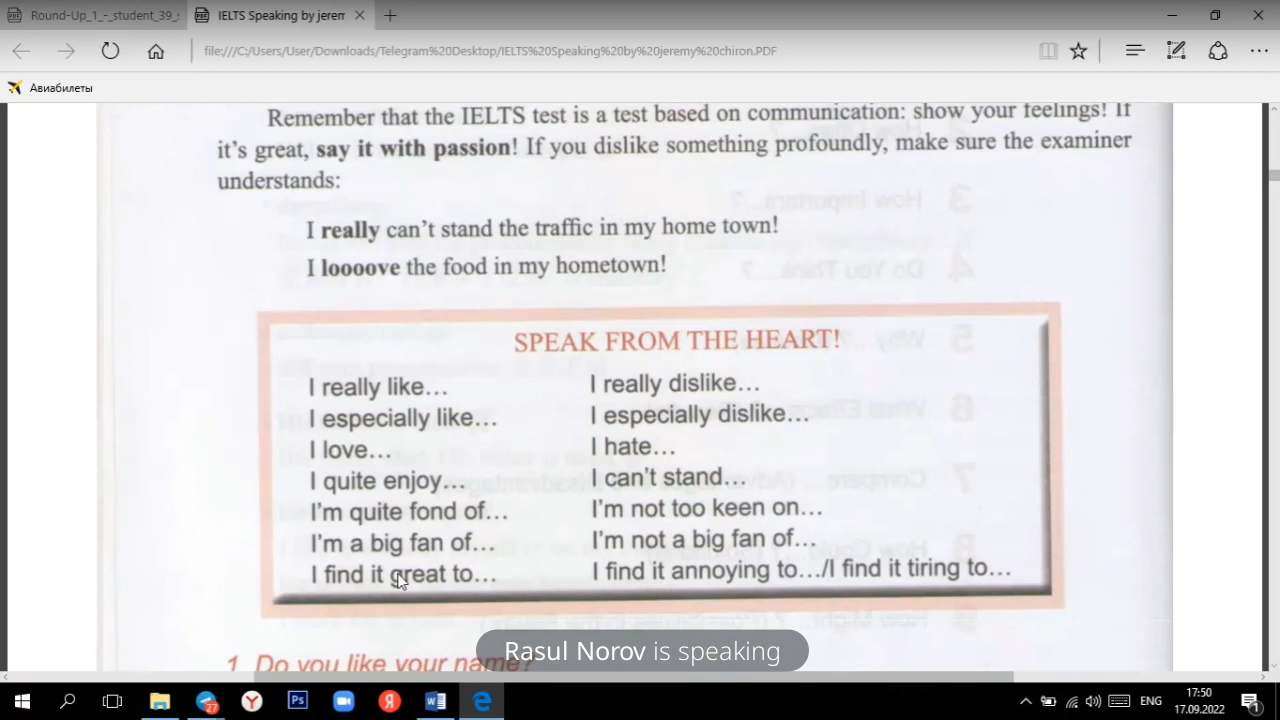 Round-Up_1_-_student_39_
IELTS Speaking by jerem
file:///C:/Users/User/Downloads/Telegram%20Desktop/IELTS%20Speaking%20by%20jeremy%20chiron.PDF
Авиабилеты
Remember that the IELTS test is a test based on communication: show your feelings! If
it's great, say it with passion! If you dislike something profoundly, make sure the examiner
understands:
I really can't stand the traffic in my home town!
I loooove the food in my hometown!
SPEAK FROM THE HEART!
I really like… I really dislike…
I especially like… I especially dislike…
I love… I hate…
I quite enjoy… I can't stand…
I'm quite fond of… I'm not too keen on…
I'm a big fan of… I'm not a big fan of…
I find it great to… I find it annoying to…/I find it tiring to…
Rasul Norov is speaking
1 Do you like your name?
27
Ps
Я
ENG
17:50
17.09.2022
1